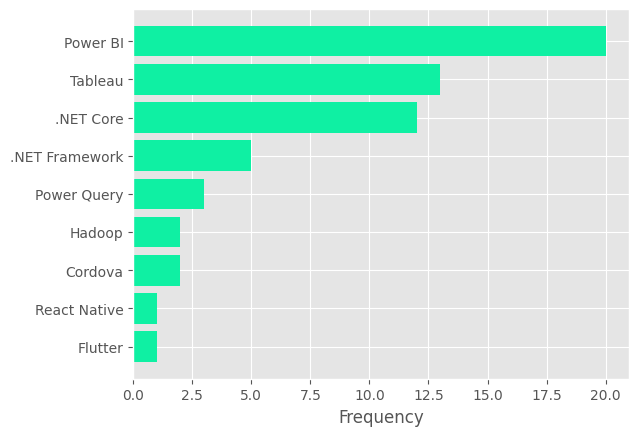 Power BI
Tableau
.NET Core
.NET Framework
Power Query
Hadoop
Cordova
React Native
Flutter
0.0 2.5 5.0 7.5 10.0 12.5 15.0 17.5 20.0
Frequency